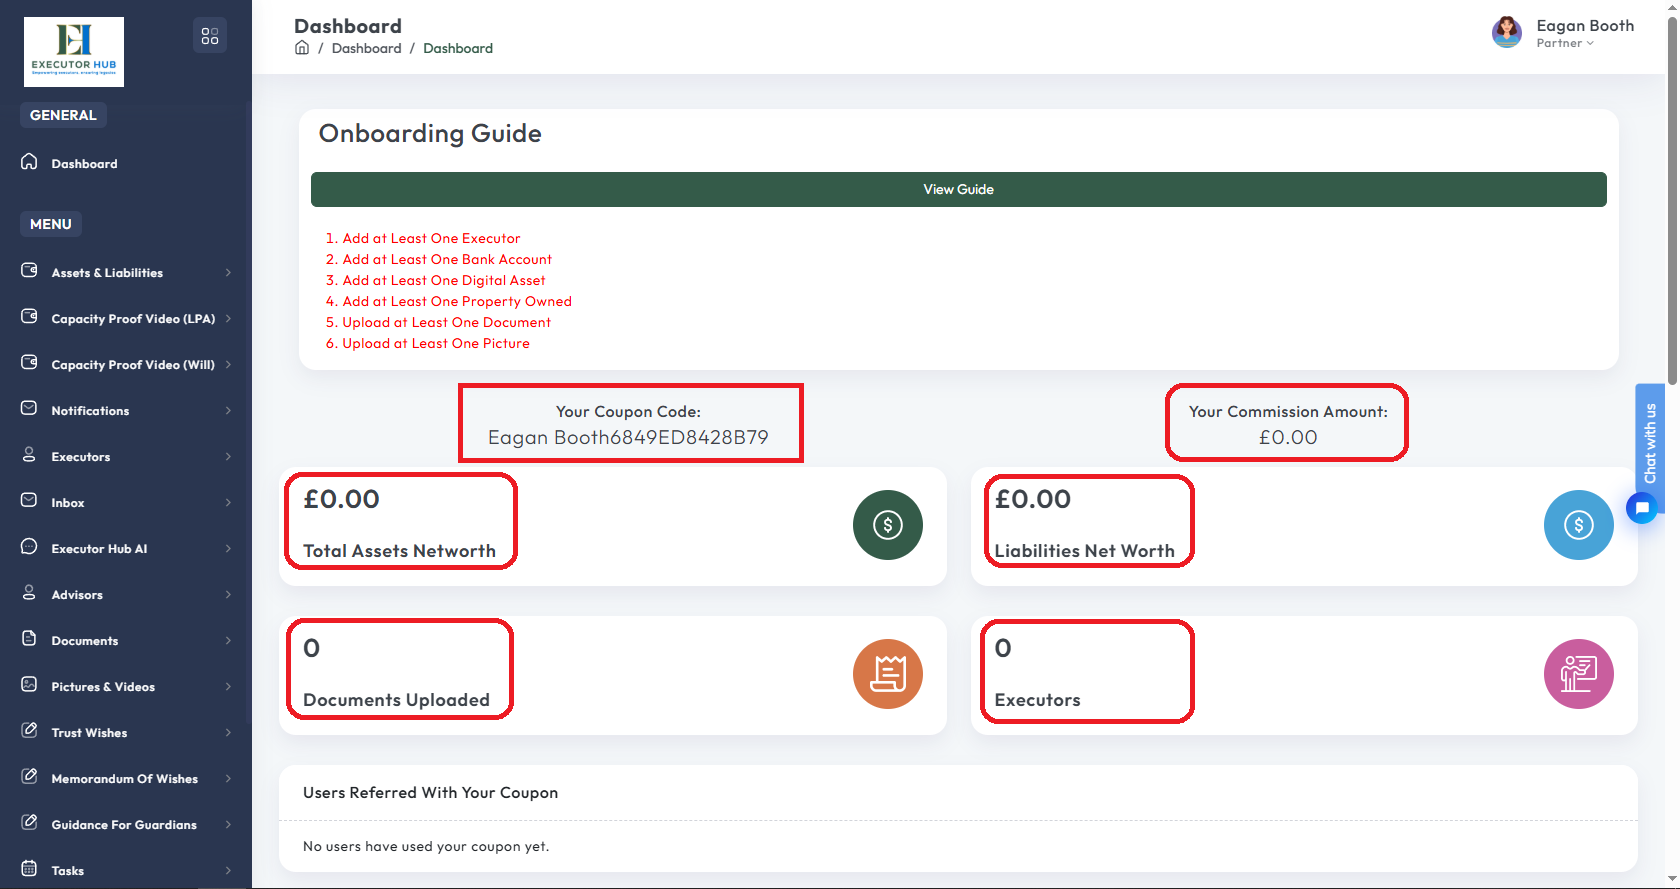 EXECUTOR HUB
Empowering executors, ensuring legacies
GENERAL
Dashboard
MENU
Assets & Liabilities
Capacity Proof Video (LPA)
Capacity Proof Video (Will)
Notifications
Executors
Inbox
Executor Hub AI
Advisors
Documents
Pictures & Videos
Trust Wishes
Memorandum Of Wishes
Guidance For Guardians
Tasks
Dashboard
/ Dashboard / Dashboard
Eagan Booth
Partner
Onboarding Guide
View Guide
1. Add at Least One Executor
2. Add at Least One Bank Account
3. Add at Least One Digital Asset
4. Add at Least One Property Owned
5. Upload at Least One Document
6. Upload at Least One Picture
Your Coupon Code:
Eagan Booth6849ED8428B79
Your Commission Amount:
£0.00
£0.00
Total Assets Networth
£0.00
Liabilities Net Worth
0
Documents Uploaded
0
Executors
Users Referred With Your Coupon
No users have used your coupon yet.
Chat with us